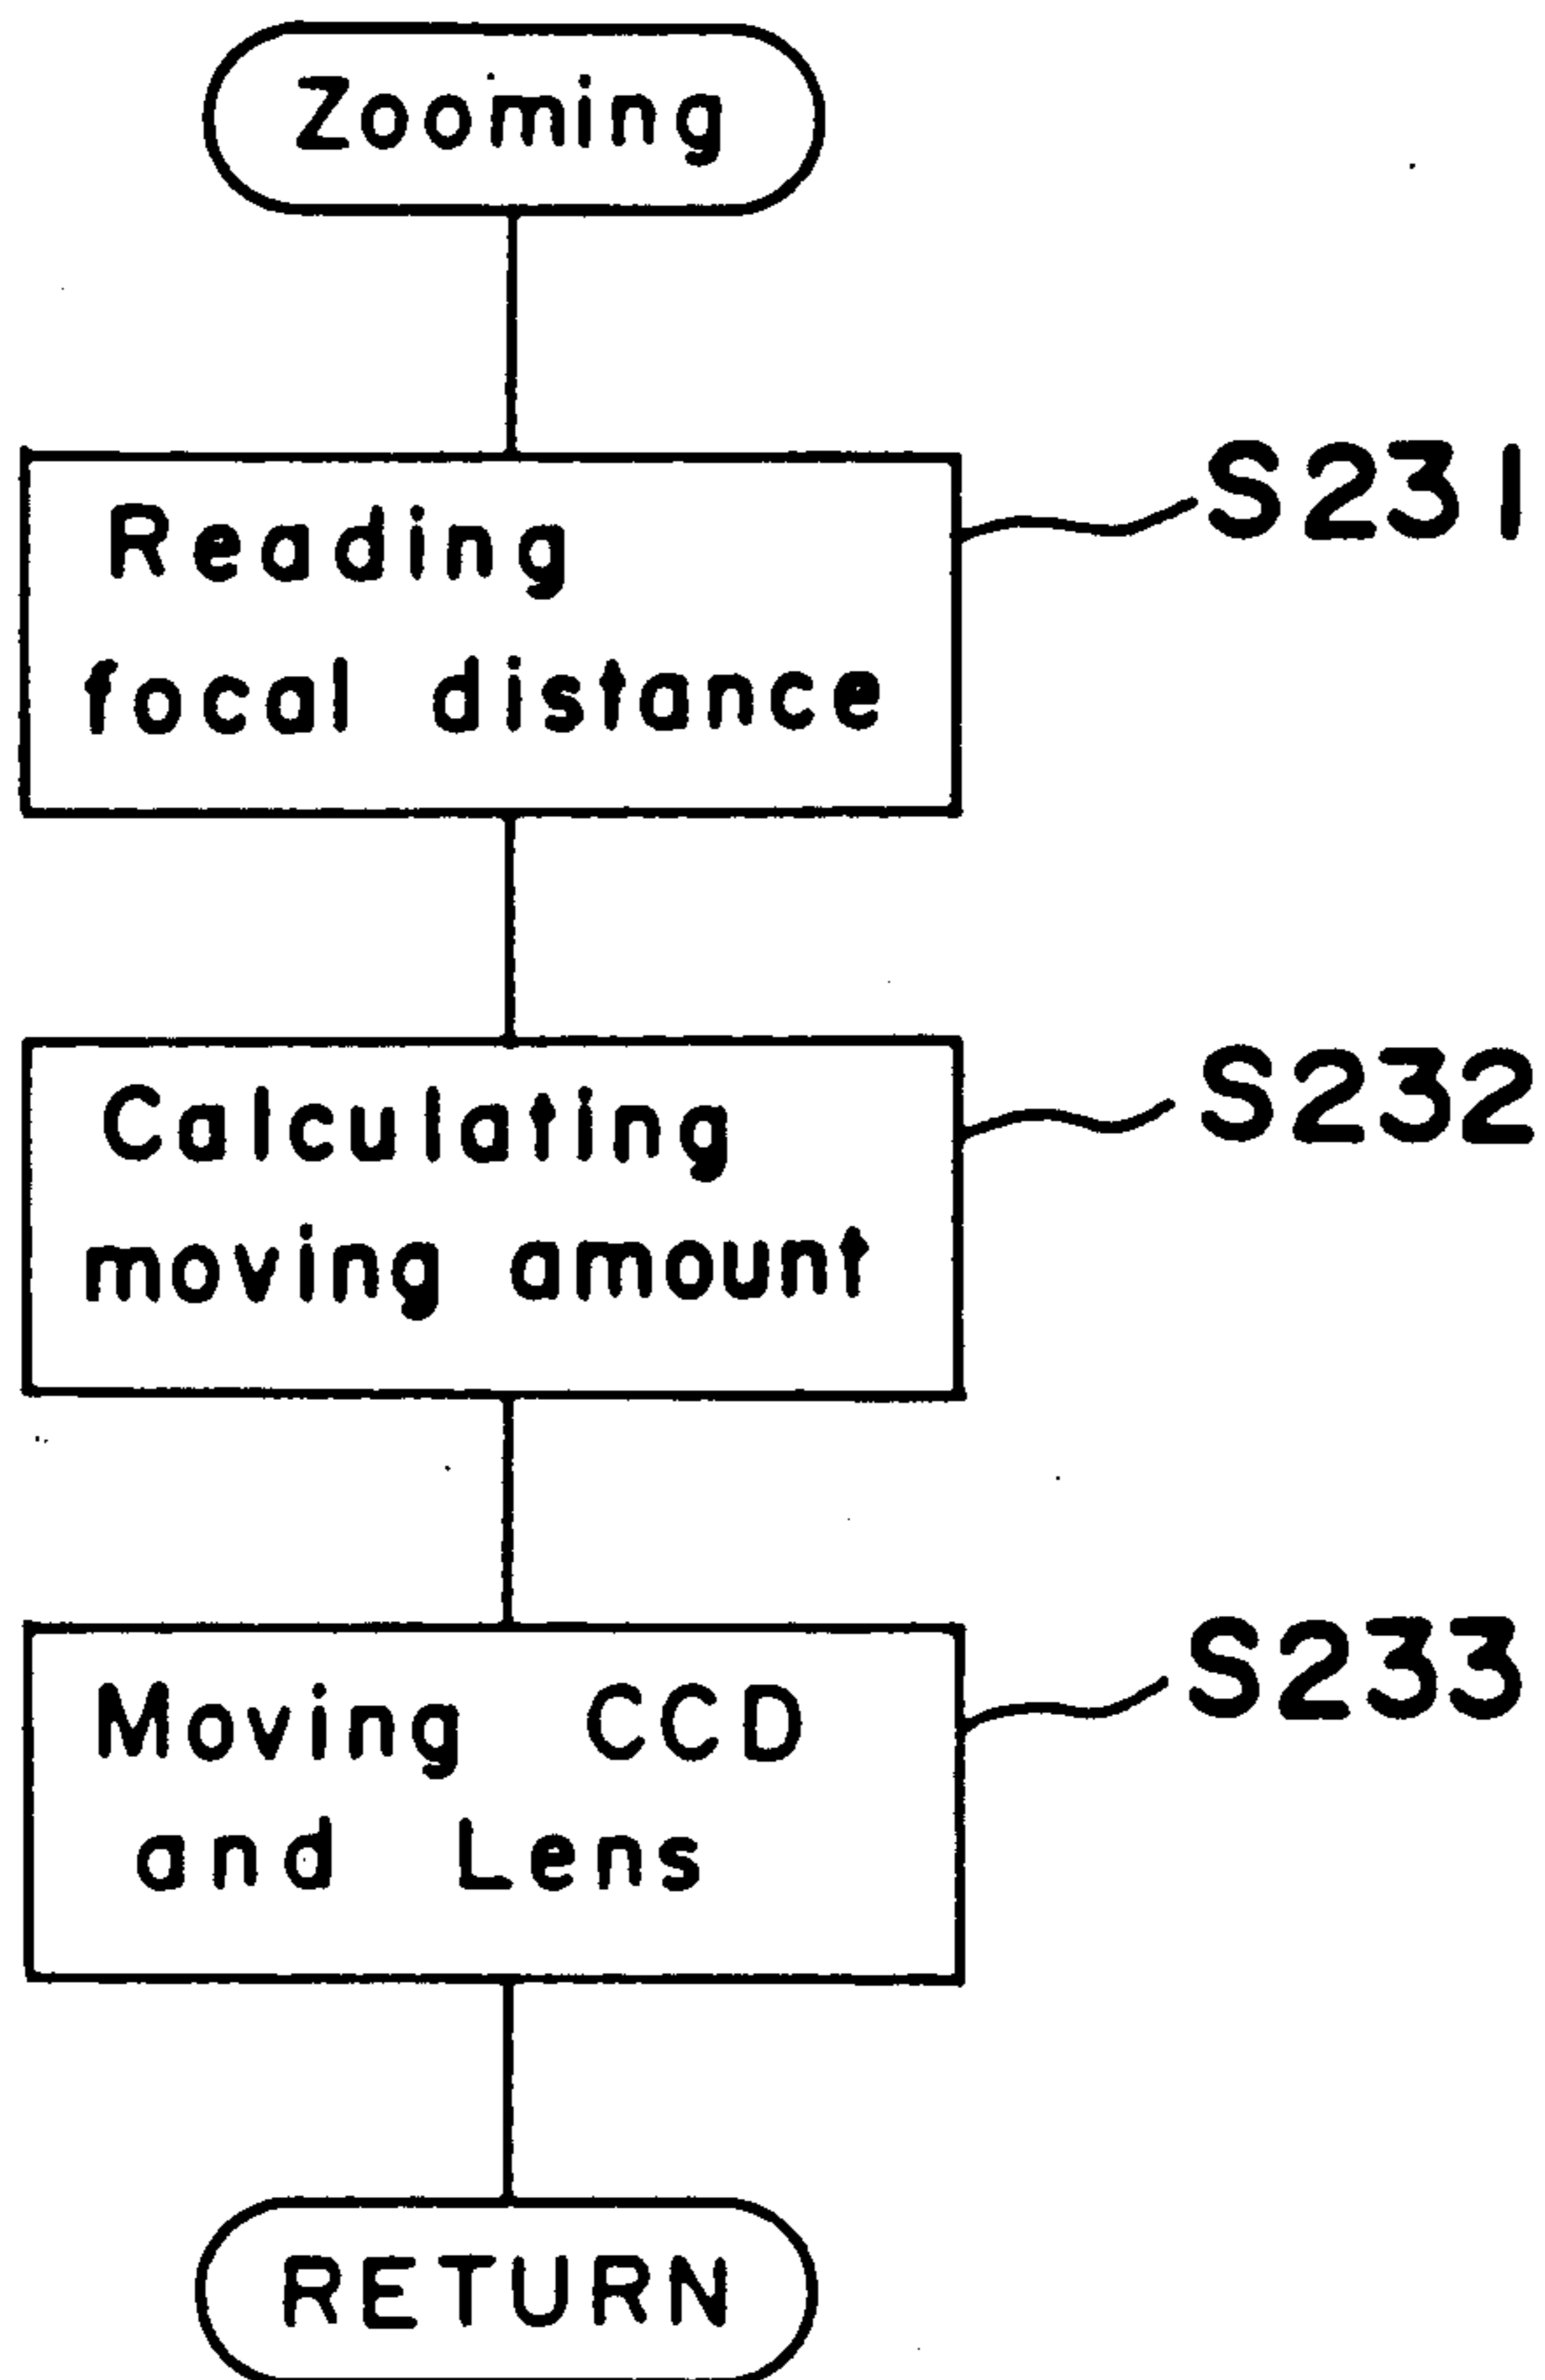 Zooming
Reading
focal distance
S231
Calculating
moving amount
S232
Moving CCD
and Lens
S233
RETURN